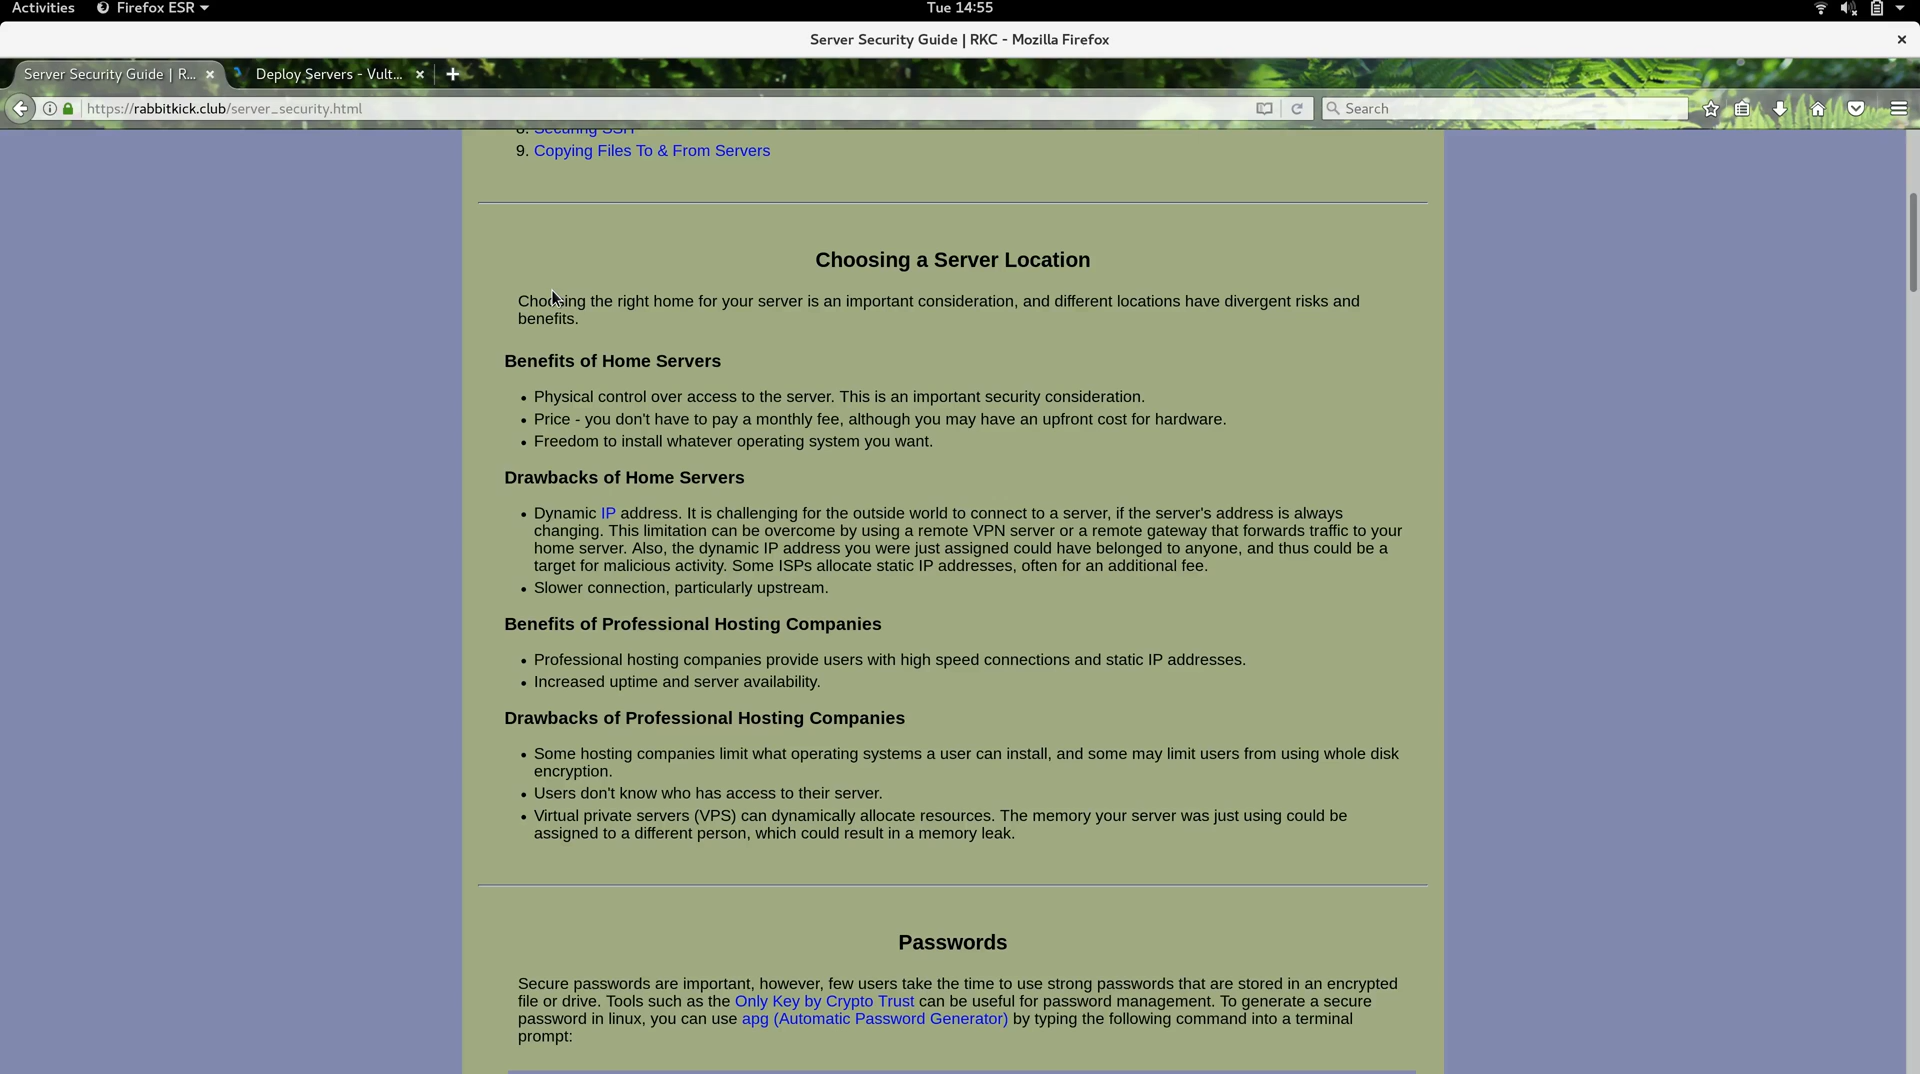 Activities
Firefox ESR
Tue 14:55
Server Security Guide | RKC - Mozilla Firefox
Server Security Guide | R...
Deploy Servers - Vult...
https://rabbitkick.club/server_security.html
Search
8. Securing SSH
9. Copying Files To & From Servers
Choosing a Server Location
Choosing the right home for your server is an important consideration, and different locations have divergent risks and
benefits.
Benefits of Home Servers
• Physical control over access to the server. This is an important security consideration.
• Price - you don't have to pay a monthly fee, although you may have an upfront cost for hardware.
• Freedom to install whatever operating system you want.
Drawbacks of Home Servers
• Dynamic IP address. It is challenging for the outside world to connect to a server, if the server's address is always
changing. This limitation can be overcome by using a remote VPN server or a remote gateway that forwards traffic to your
home server. Also, the dynamic IP address you were just assigned could have belonged to anyone, and thus could be a
target for malicious activity. Some ISPs allocate static IP addresses, often for an additional fee.
• Slower connection, particularly upstream.
Benefits of Professional Hosting Companies
• Professional hosting companies provide users with high speed connections and static IP addresses.
• Increased uptime and server availability.
Drawbacks of Professional Hosting Companies
• Some hosting companies limit what operating systems a user can install, and some may limit users from using whole disk
encryption.
• Users don't know who has access to their server.
• Virtual private servers (VPS) can dynamically allocate resources. The memory your server was just using could be
assigned to a different person, which could result in a memory leak.
Passwords
Secure passwords are important, however, few users take the time to use strong passwords that are stored in an encrypted
file or drive. Tools such as the Only Key by Crypto Trust can be useful for password management. To generate a secure
password in linux, you can use apg (Automatic Password Generator) by typing the following command into a terminal
prompt: